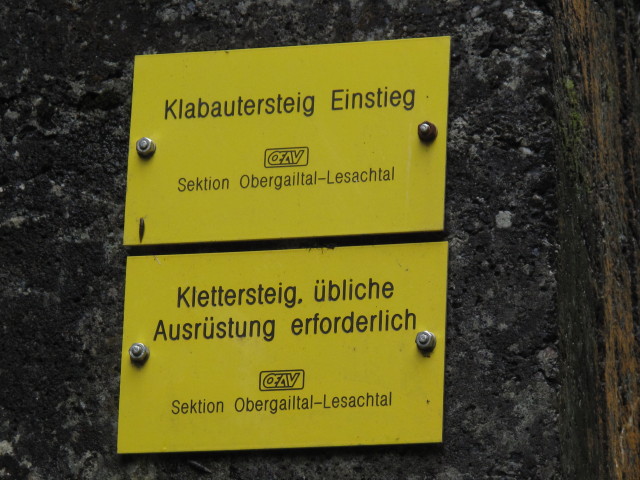 Klabautersteig Einstieg
OEAV
Sektion Obergailtal-Lesachtal
Klettersteig, übliche
Ausrüstung erforderlich
OEAV
Sektion Obergailtal-Lesachtal